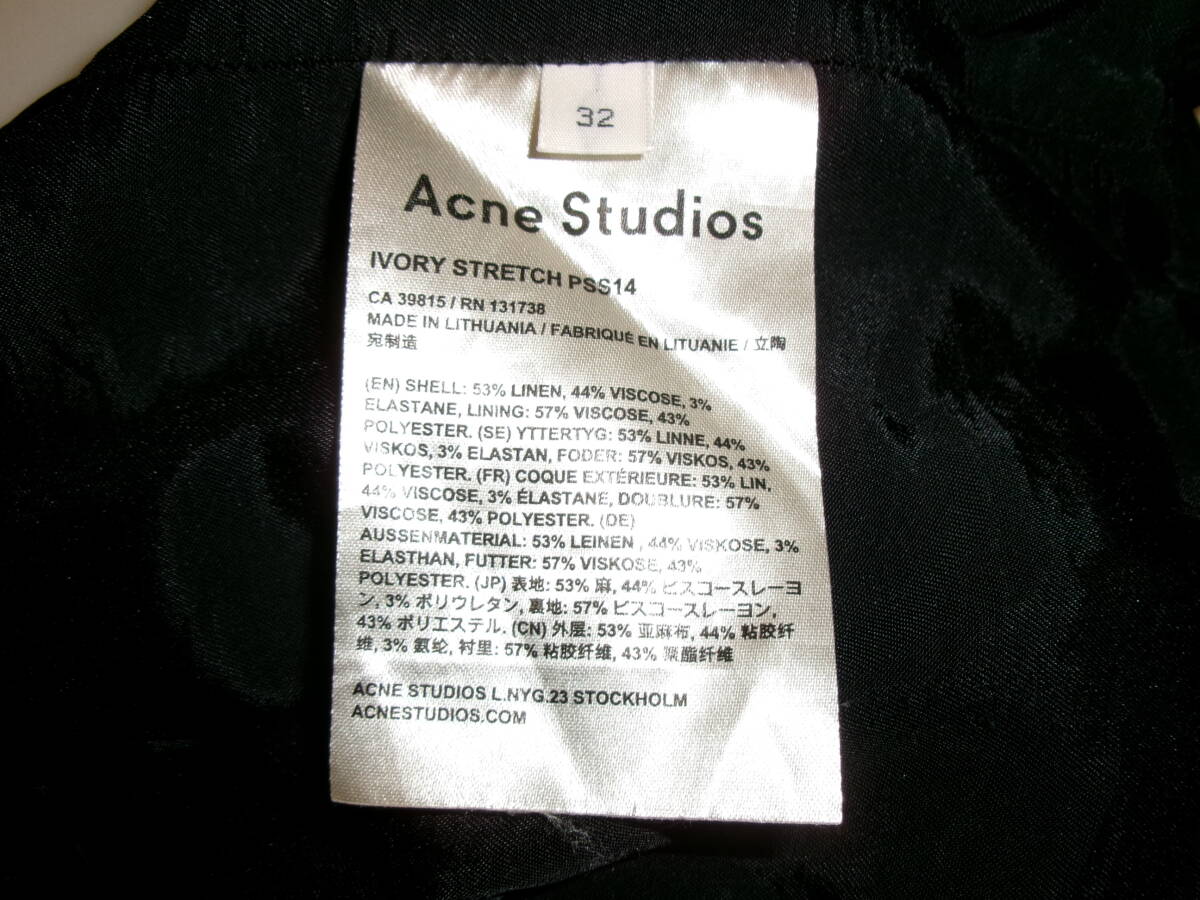 32
Acne Studios
IVORY STRETCH PSS14
CA 39815 / RN 131738
MADE IN LITHUANIA / FABRIQUÉ EN LITUANIE / 立陶
宛制造
(EN) SHELL: 53% LINEN, 44% VISCOSE, 3%
ELASTANE, LINING: 57% VISCOSE, 43%
POLYESTER. (SE) YTTERTYG: 53% LINNE, 44%
VISKOS, 3% ELASTAN, FODER: 57% VISKOS, 43%
POLYESTER. (FR) COQUE EXTÉRIEURE: 53% LIN,
44% VISCOSE, 3% ÉLASTANE, DOUBLURE: 57%
VISCOSE, 43% POLYESTER. (DE)
AUSSENMATERIAL: 53% LEINEN , 44% VISKOSE, 3%
ELASTHAN, FUTTER: 57% VISKOSE, 43%
POLYESTER. (JP) 表地: 53% 麻, 44% ビスコースレーヨ
ン, 3% ポリウレタン, 裏地: 57% ビスコースレーヨン,
43% ポリエステル. (CN) 外层: 53% 亚麻布, 44% 粘胶纤
维, 3% 氨纶, 衬里: 57% 粘胶纤维, 43% 聚酯纤维
ACNE STUDIOS L.NYG.23 STOCKHOLM
ACNESTUDIOS.COM